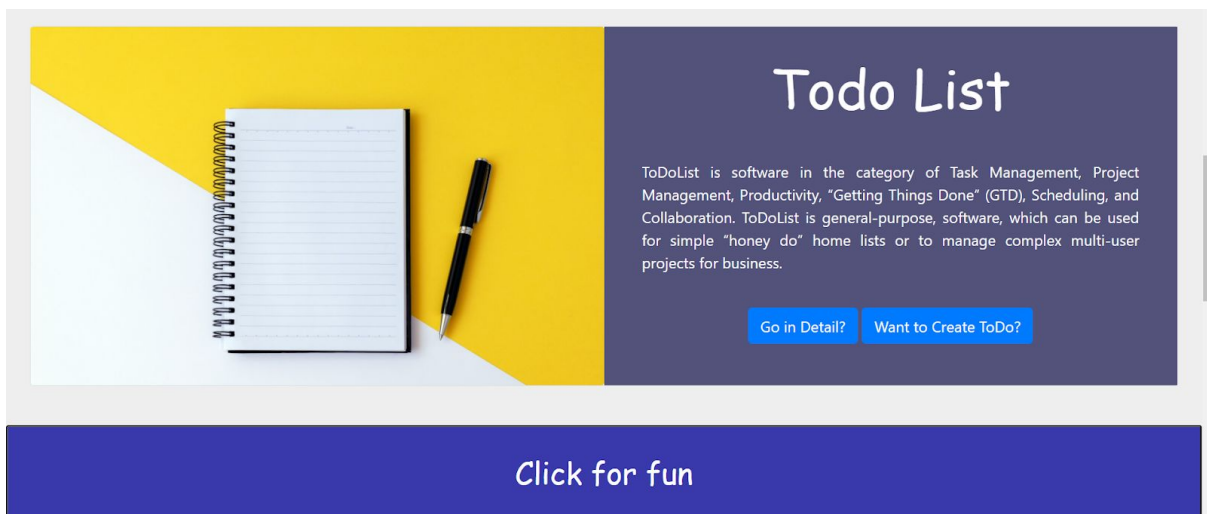 Todo List
ToDoList is software in the category of Task Management, Project
Management, Productivity, “Getting Things Done” (GTD), Scheduling, and
Collaboration. ToDoList is general-purpose, software, which can be used
for simple “honey do” home lists or to manage complex multi-user
projects for business.
Go in Detail? Want to Create ToDo?
Click for fun